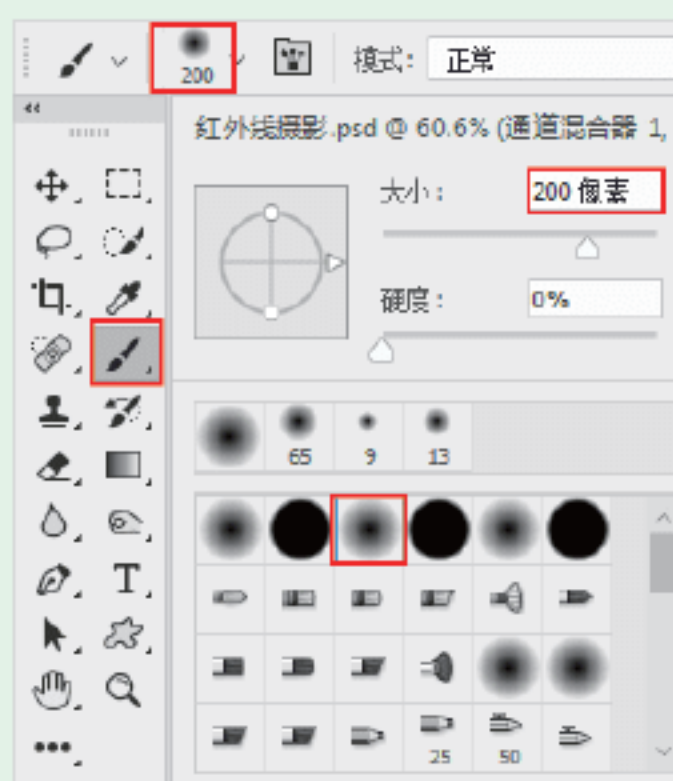 200
模式： 正常
紅外线摄影.psd @ 60.6% (通道混合器 1,
大小： 200 像素
硬度： 0%
65 9 13
25 50